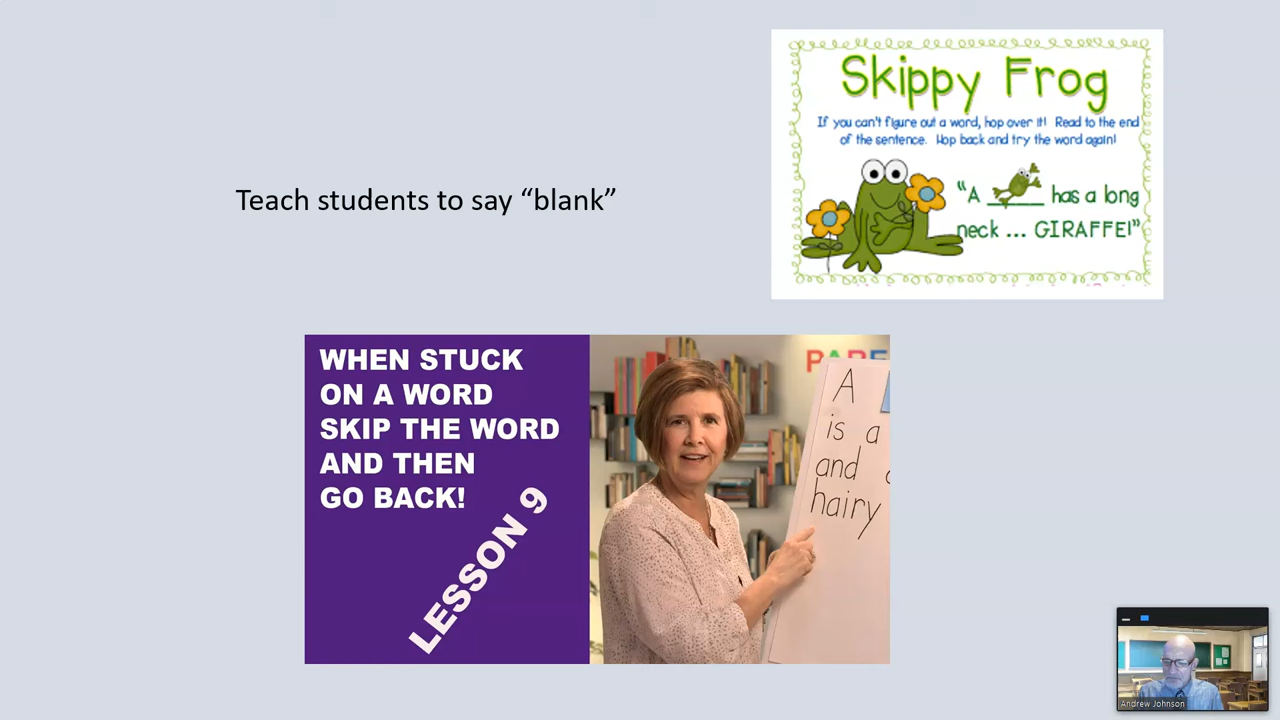 Teach students to say “blank”
Skippy Frog
If you can't figure out a word, hop over it! Read to the end
of the sentence. Hop back and try the word again!
“A _____ has a long
neck ... GIRAFFE!”
WHEN STUCK
ON A WORD
SKIP THE WORD
AND THEN
GO BACK!
LESSON 9
A
is a
and
hairy
Andrew Johnson